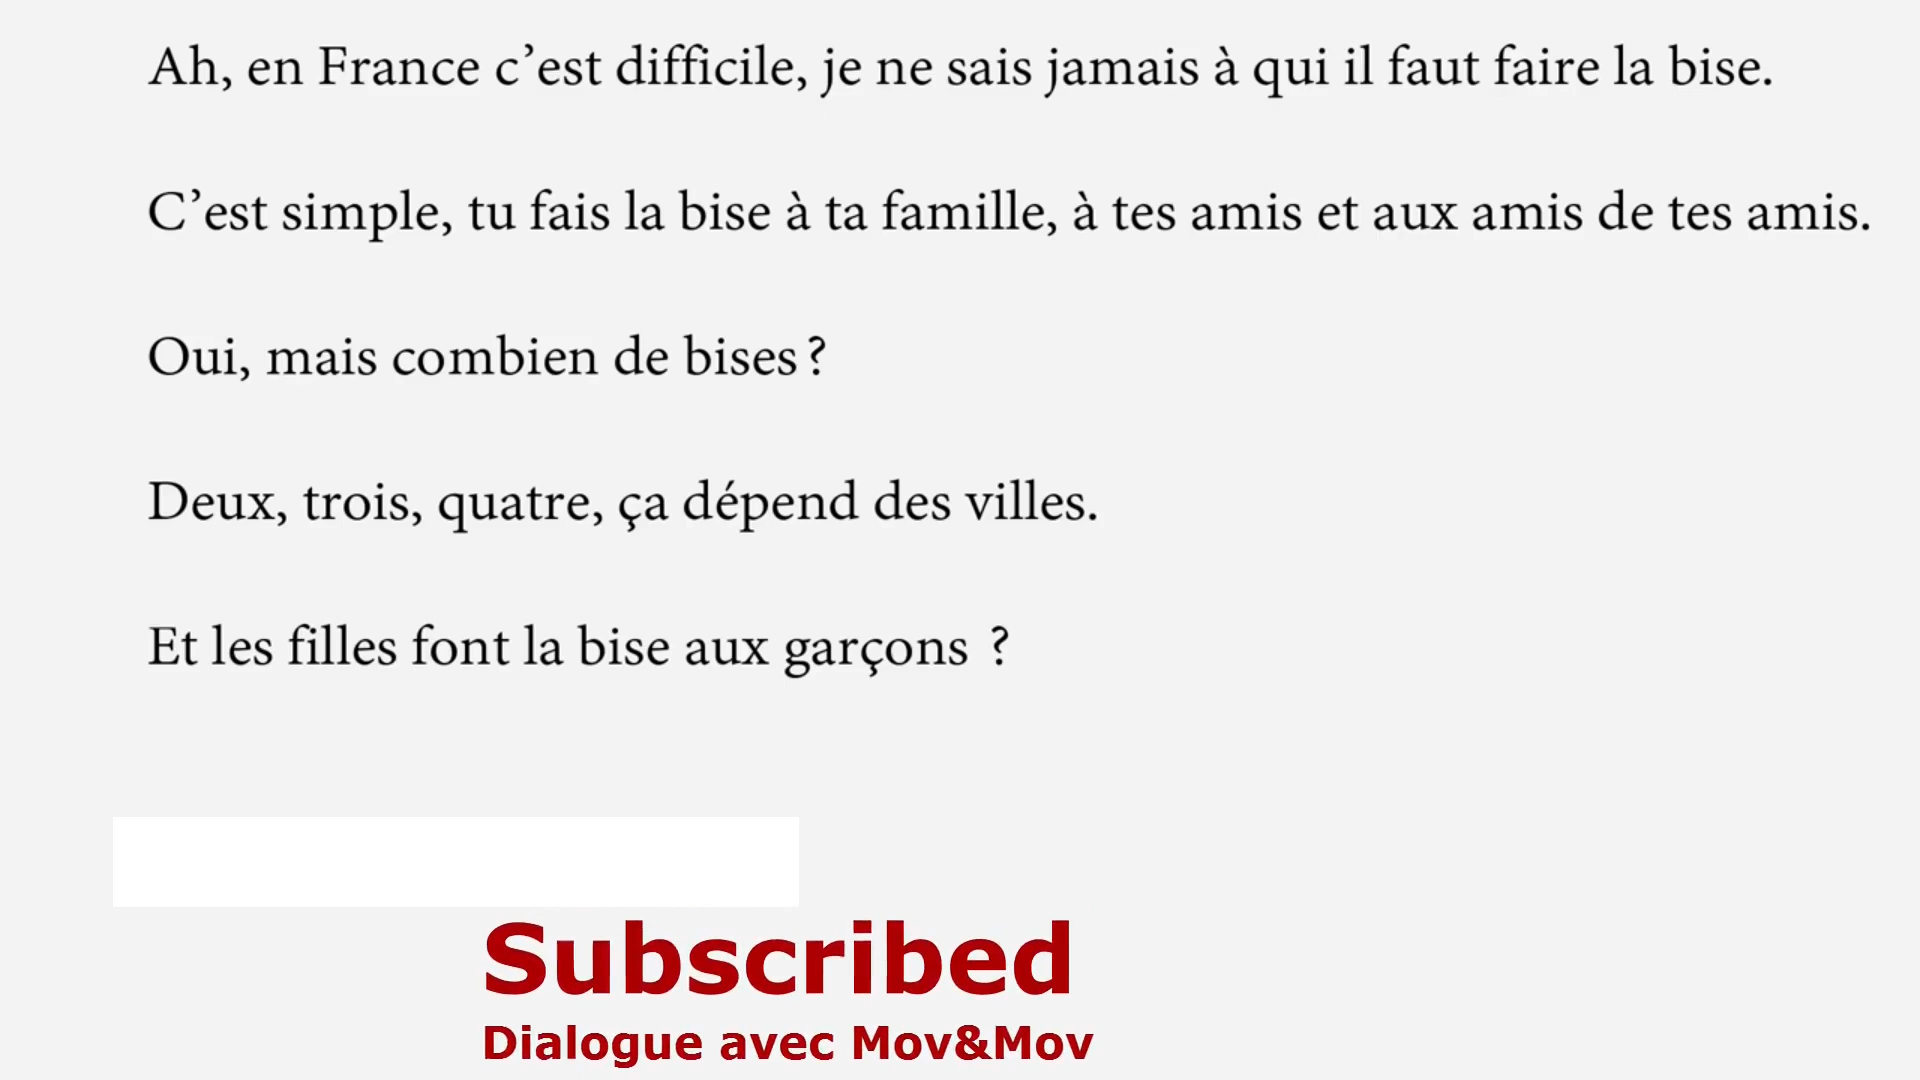 Ah, en France c’est difficile, je ne sais jamais à qui il faut faire la bise.
C’est simple, tu fais la bise à ta famille, à tes amis et aux amis de tes amis.
Oui, mais combien de bises ?
Deux, trois, quatre, ça dépend des villes.
Et les filles font la bise aux garçons ?
Subscribed
Dialogue avec Mov&Mov